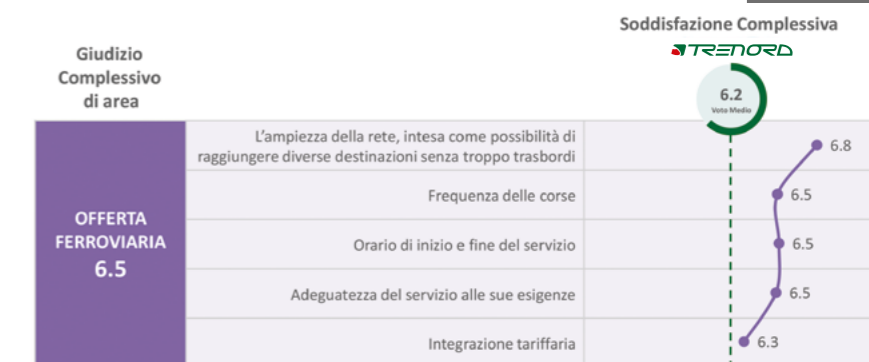 Soddisfazione Complessiva
TRENORD
Giudizio
Complessivo
di area
6.2
Voto Medio
OFFERTA
FERROVIARIA
6.5
L'ampiezza della rete, intesa come possibilità di
raggiungere diverse destinazioni senza troppo trasbordi
6.8
Frequenza delle corse
6.5
Orario di inizio e fine del servizio
6.5
Adeguatezza del servizio alle sue esigenze
6.5
Integrazione tariffaria
6.3